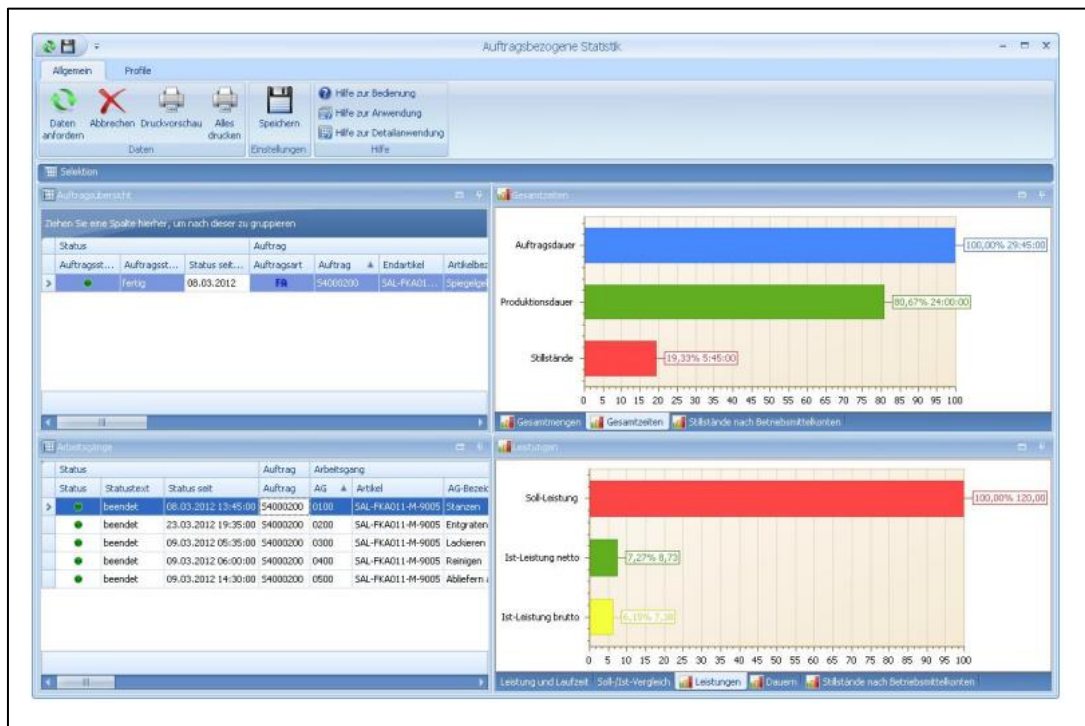 Auftragsbezogene Statistik
Allgemein Profile
Daten anfordern Abbrechen Druckvorschau Alles drucken
Daten
Speichern
Einstellungen
Hilfe zur Bedienung
Hilfe zur Anwendung
Hilfe zur Detailanwendung
Hilfe
Selektion
Auftragsübersicht
Ziehen Sie eine Spalte hierher, um nach dieser zu gruppieren
Status Auftrag
Auftragsst... Auftragsst... Status seit... Auftragsart Auftrag Endartikel Artikelbez
fertig 08.03.2012 FA S4000200 SAL-FKA01... Spiegelgel
Gesamtzeiten
Auftragsdauer 100,00% 29:45:00
Produktionsdauer 80,67% 24:00:00
Stillstände 19,33% 5:45:00
0 5 10 15 20 25 30 35 40 45 50 55 60 65 70 75 80 85 90 95 100
Gesamtmengen Gesamtzeiten Stillstände nach Betriebsmittelkonten
Arbeitsgänge
Status Auftrag Arbeitsgang
Status Statustext Status seit Auftrag AG Artikel AG-Bezeic
beendet 08.03.2012 13:45:00 S4000200 0100 SAL-FKA011-M-9005 Stanzen
beendet 23.03.2012 19:35:00 S4000200 0200 SAL-FKA011-M-9005 Entgraten
beendet 09.03.2012 05:35:00 S4000200 0300 SAL-FKA011-M-9005 Lackieren
beendet 09.03.2012 06:00:00 S4000200 0400 SAL-FKA011-M-9005 Reinigen
beendet 09.03.2012 14:30:00 S4000200 0500 SAL-FKA011-M-9005 Abliefern
Leistungen
Soll-Leistung 100,00% 120,00
Ist-Leistung netto 7,27% 8,73
Ist-Leistung brutto 6,15% 7,38
0 5 10 15 20 25 30 35 40 45 50 55 60 65 70 75 80 85 90 95 100
Leistung und Laufzeit Soll-/Ist-Vergleich Leistungen Dauern Stillstände nach Betriebsmittelkonten